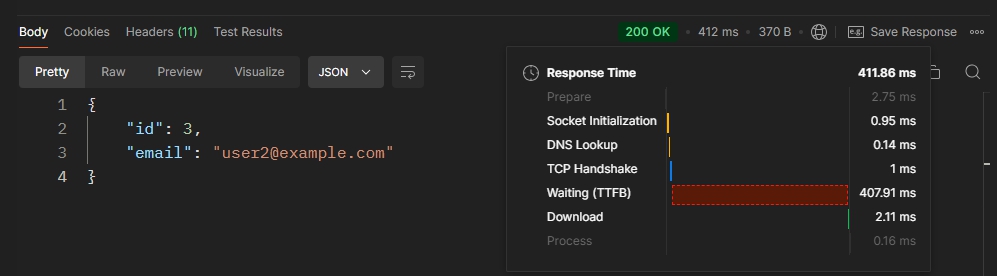 Body Cookies Headers (11) Test Results 200 OK • 412 ms • 370 B • e.g. Save Response
Pretty Raw Preview Visualize JSON
Response Time 411.86 ms
Prepare 2.75 ms
Socket Initialization 0.95 ms
DNS Lookup 0.14 ms
TCP Handshake 1 ms
Waiting (TTFB) 407.91 ms
Download 2.11 ms
Process 0.16 ms
1 {
2 "id": 3,
3 "email": "user2@example.com"
4 }